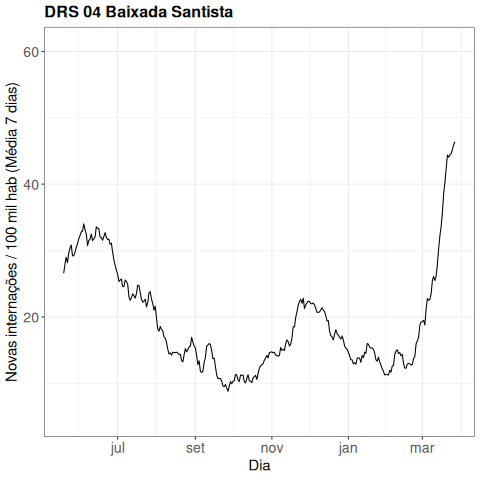 DRS 04 Baixada Santista
Novas internações / 100 mil hab (Média 7 dias)
60
40
20
jul set nov jan mar
Dia